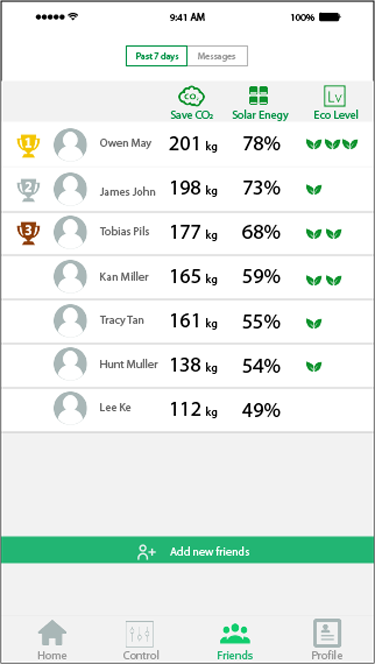 9:41 AM 100%
Past 7 days Messages
CO₂ Lv
Save CO₂ Solar Enegy Eco Level
1 Owen May 201 kg 78%
2 James John 198 kg 73%
3 Tobias Pils 177 kg 68%
Kan Miller 165 kg 59%
Tracy Tan 161 kg 55%
Hunt Muller 138 kg 54%
Lee Ke 112 kg 49%
Add new friends
Home Control Friends Profile